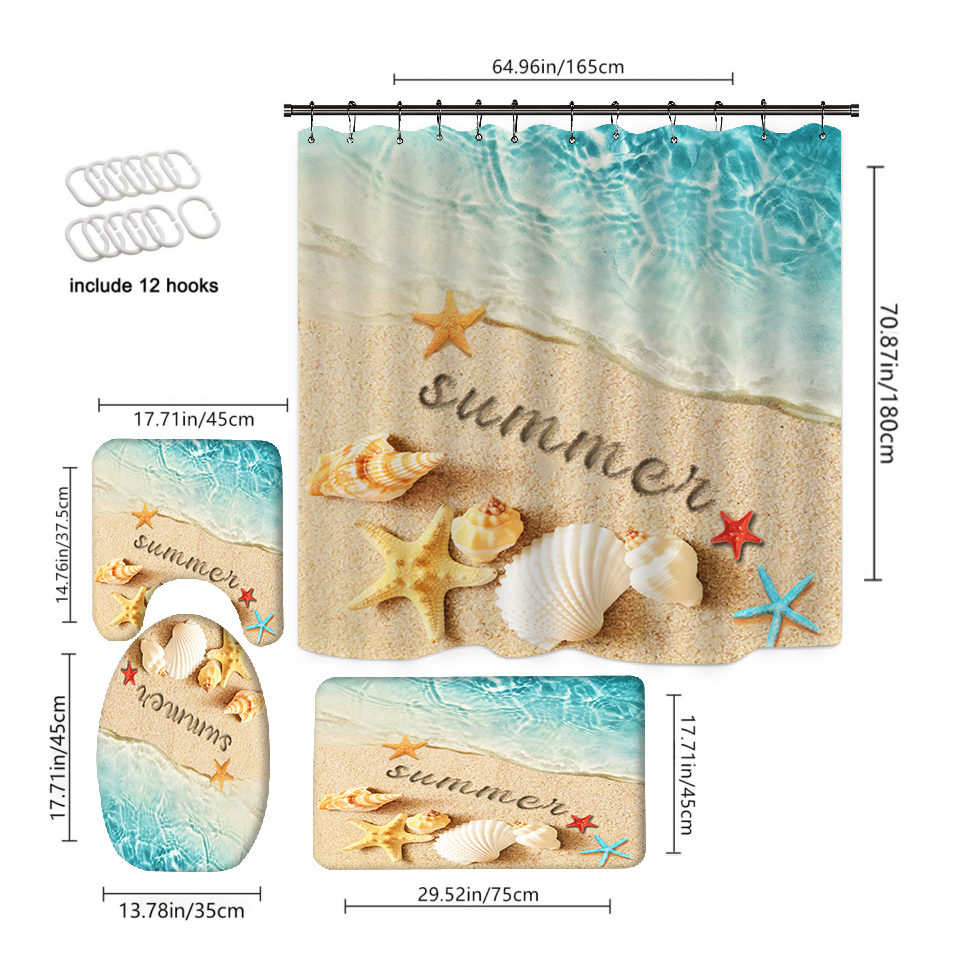 64.96in/165cm
include 12 hooks
70.87in/180cm
summer
17.71in/45cm
14.76in/37.5cm
summer
summer
17.71in/45cm
13.78in/35cm
summer
17.71in/45cm
29.52in/75cm